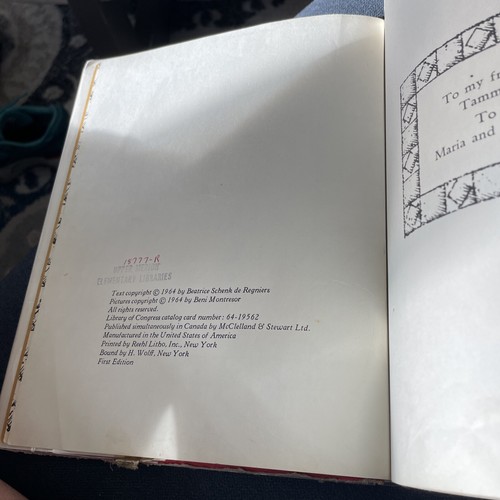 18777-R
ELEMENTARY LIBRARIES
Text copyright © 1964 by Beatrice Schenk de Regniers
Pictures copyright © 1964 by Beni Montresor
All rights reserved.
Library of Congress catalog card number: 64-19562
Published simultaneously in Canada by McClelland & Stewart Ltd.
Manufactured in the United States of America
Printed by Reehl Litho, Inc., New York
Bound by H. Wolff, New York
First Edition
To my fr
Tamm
To
Maria and